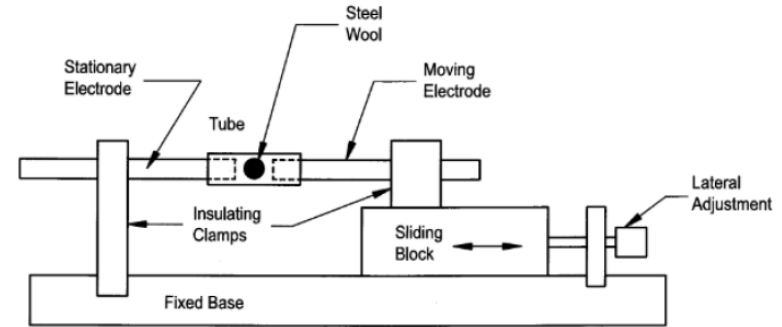 Steel
Wool
Stationary
Electrode
Moving
Electrode
Tube
Lateral
Adjustment
Insulating
Clamps
Sliding
Block
Fixed Base